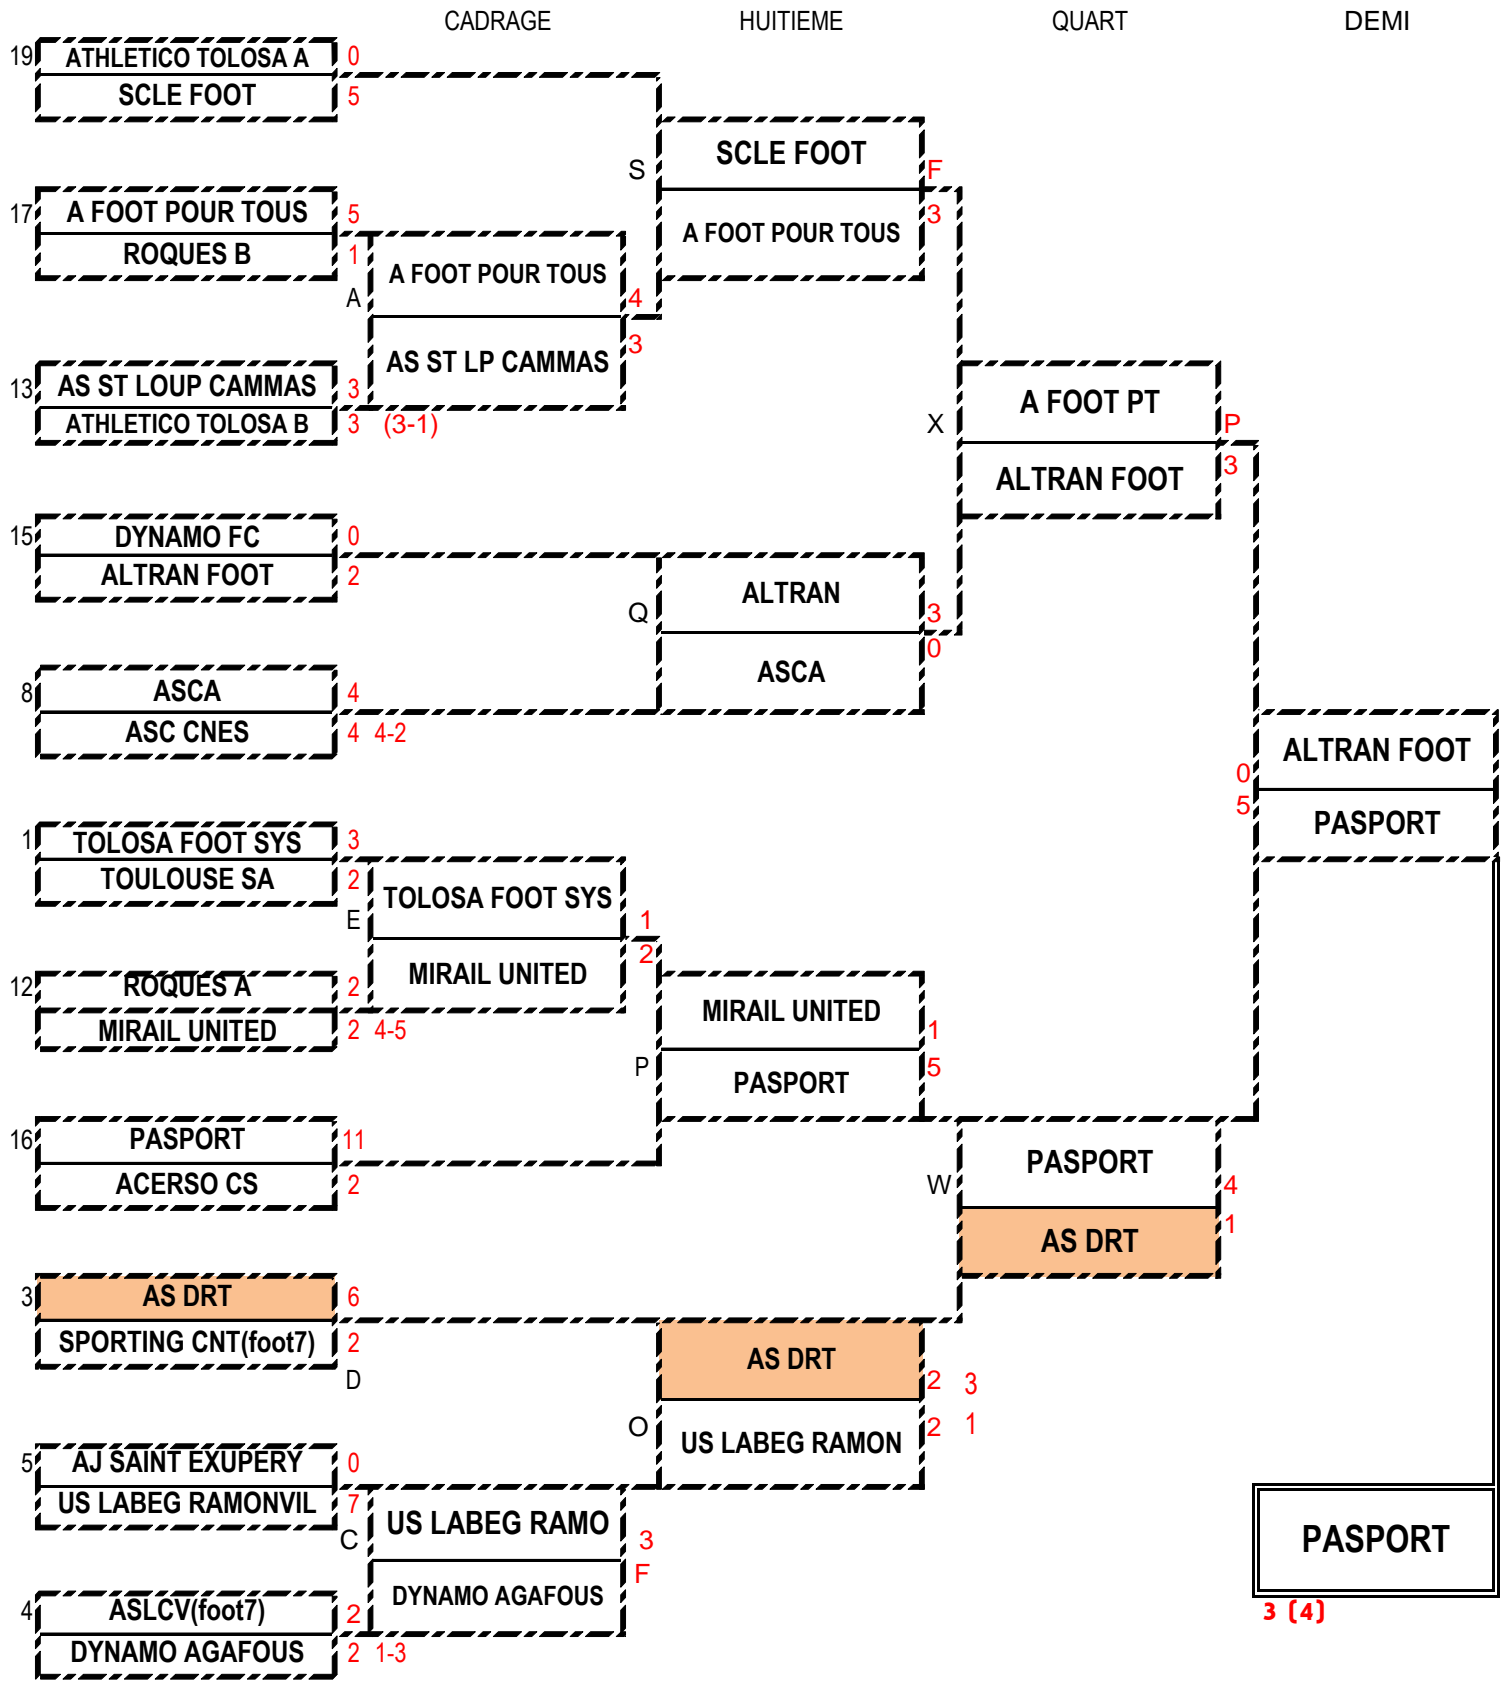 CADRAGE HUITIEME QUART DEMI
19 ATHLETICO TOLOSA A 0
SCLE FOOT 5
S SCLE FOOT F
A FOOT POUR TOUS 3
17 A FOOT POUR TOUS 5
ROQUES B 1
A A FOOT POUR TOUS 4
AS ST LP CAMMAS 3
13 AS ST LOUP CAMMAS 3
ATHLETICO TOLOSA B 3 (3-1)
X A FOOT PT P
ALTRAN FOOT 3
15 DYNAMO FC 0
ALTRAN FOOT 2
Q ALTRAN 3
ASCA 0
8 ASCA 4
ASC CNES 4 4-2
0 ALTRAN FOOT
5 PASPORT
1 TOLOSA FOOT SYS 3
TOULOUSE SA 2
E TOLOSA FOOT SYS 1
MIRAIL UNITED 2
12 ROQUES A 2
MIRAIL UNITED 2 4-5
P MIRAIL UNITED 1
PASPORT 5
16 PASPORT 11
ACERSO CS 2
W PASPORT 4
AS DRT 1
3 AS DRT 6
SPORTING CNT(foot7) 2
D
O AS DRT 2 3
US LABEG RAMON 2 1
5 AJ SAINT EXUPERY 0
US LABEG RAMONVIL 7
C US LABEG RAMO 3
DYNAMO AGAFOUS F
PASPORT
3 (4)
4 ASLCV(foot7) 2
DYNAMO AGAFOUS 2 1-3